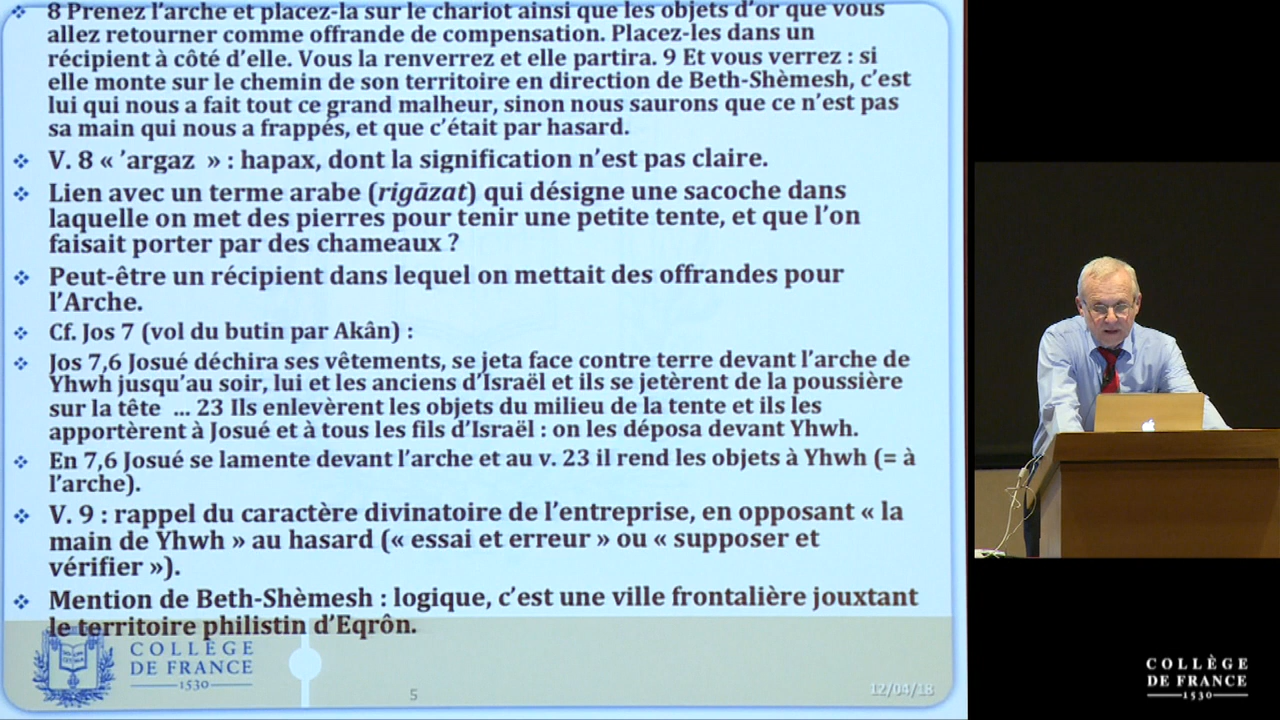 8 Prenez l’arche et placez-la sur le chariot ainsi que les objets d’or que vous
allez retourner comme offrande de compensation. Placez-les dans un
récipient à côté d’elle. Vous la renverrez et elle partira. 9 Et vous verrez : si
elle monte sur le chemin de son territoire en direction de Beth-Shèmesh, c’est
lui qui nous a fait tout ce grand malheur, sinon nous saurons que ce n’est pas
sa main qui nous a frappés, et que c’était par hasard.
V. 8 « ’argaz » : hapax, dont la signification n’est pas claire.
Lien avec un terme arabe (rigāzat) qui désigne une sacoche dans
laquelle on met des pierres pour tenir une petite tente, et que l’on
faisait porter par des chameaux ?
Peut-être un récipient dans lequel on mettait des offrandes pour
l’Arche.
Cf. Jos 7 (vol du butin par Akân) :
Jos 7,6 Josué déchira ses vêtements, se jeta face contre terre devant l’arche de
Yhwh jusqu’au soir, lui et les anciens d’Israël et ils se jetèrent de la poussière
sur la tête … 23 Ils enlevèrent les objets du milieu de la tente et ils les
apportèrent à Josué et à tous les fils d’Israël : on les déposa devant Yhwh.
En 7,6 Josué se lamente devant l’arche et au v. 23 il rend les objets à Yhwh (= à
l’arche).
V. 9 : rappel du caractère divinatoire de l’entreprise, en opposant « la
main de Yhwh » au hasard (« essai et erreur » ou « supposer et
vérifier »).
Mention de Beth-Shèmesh : logique, c’est une ville frontalière jouxtant
le territoire philistin d’Eqrôn.
COLLÈGE
DE FRANCE
1530
5
12/04/18
COLLÈGE
DE FRANCE
1530